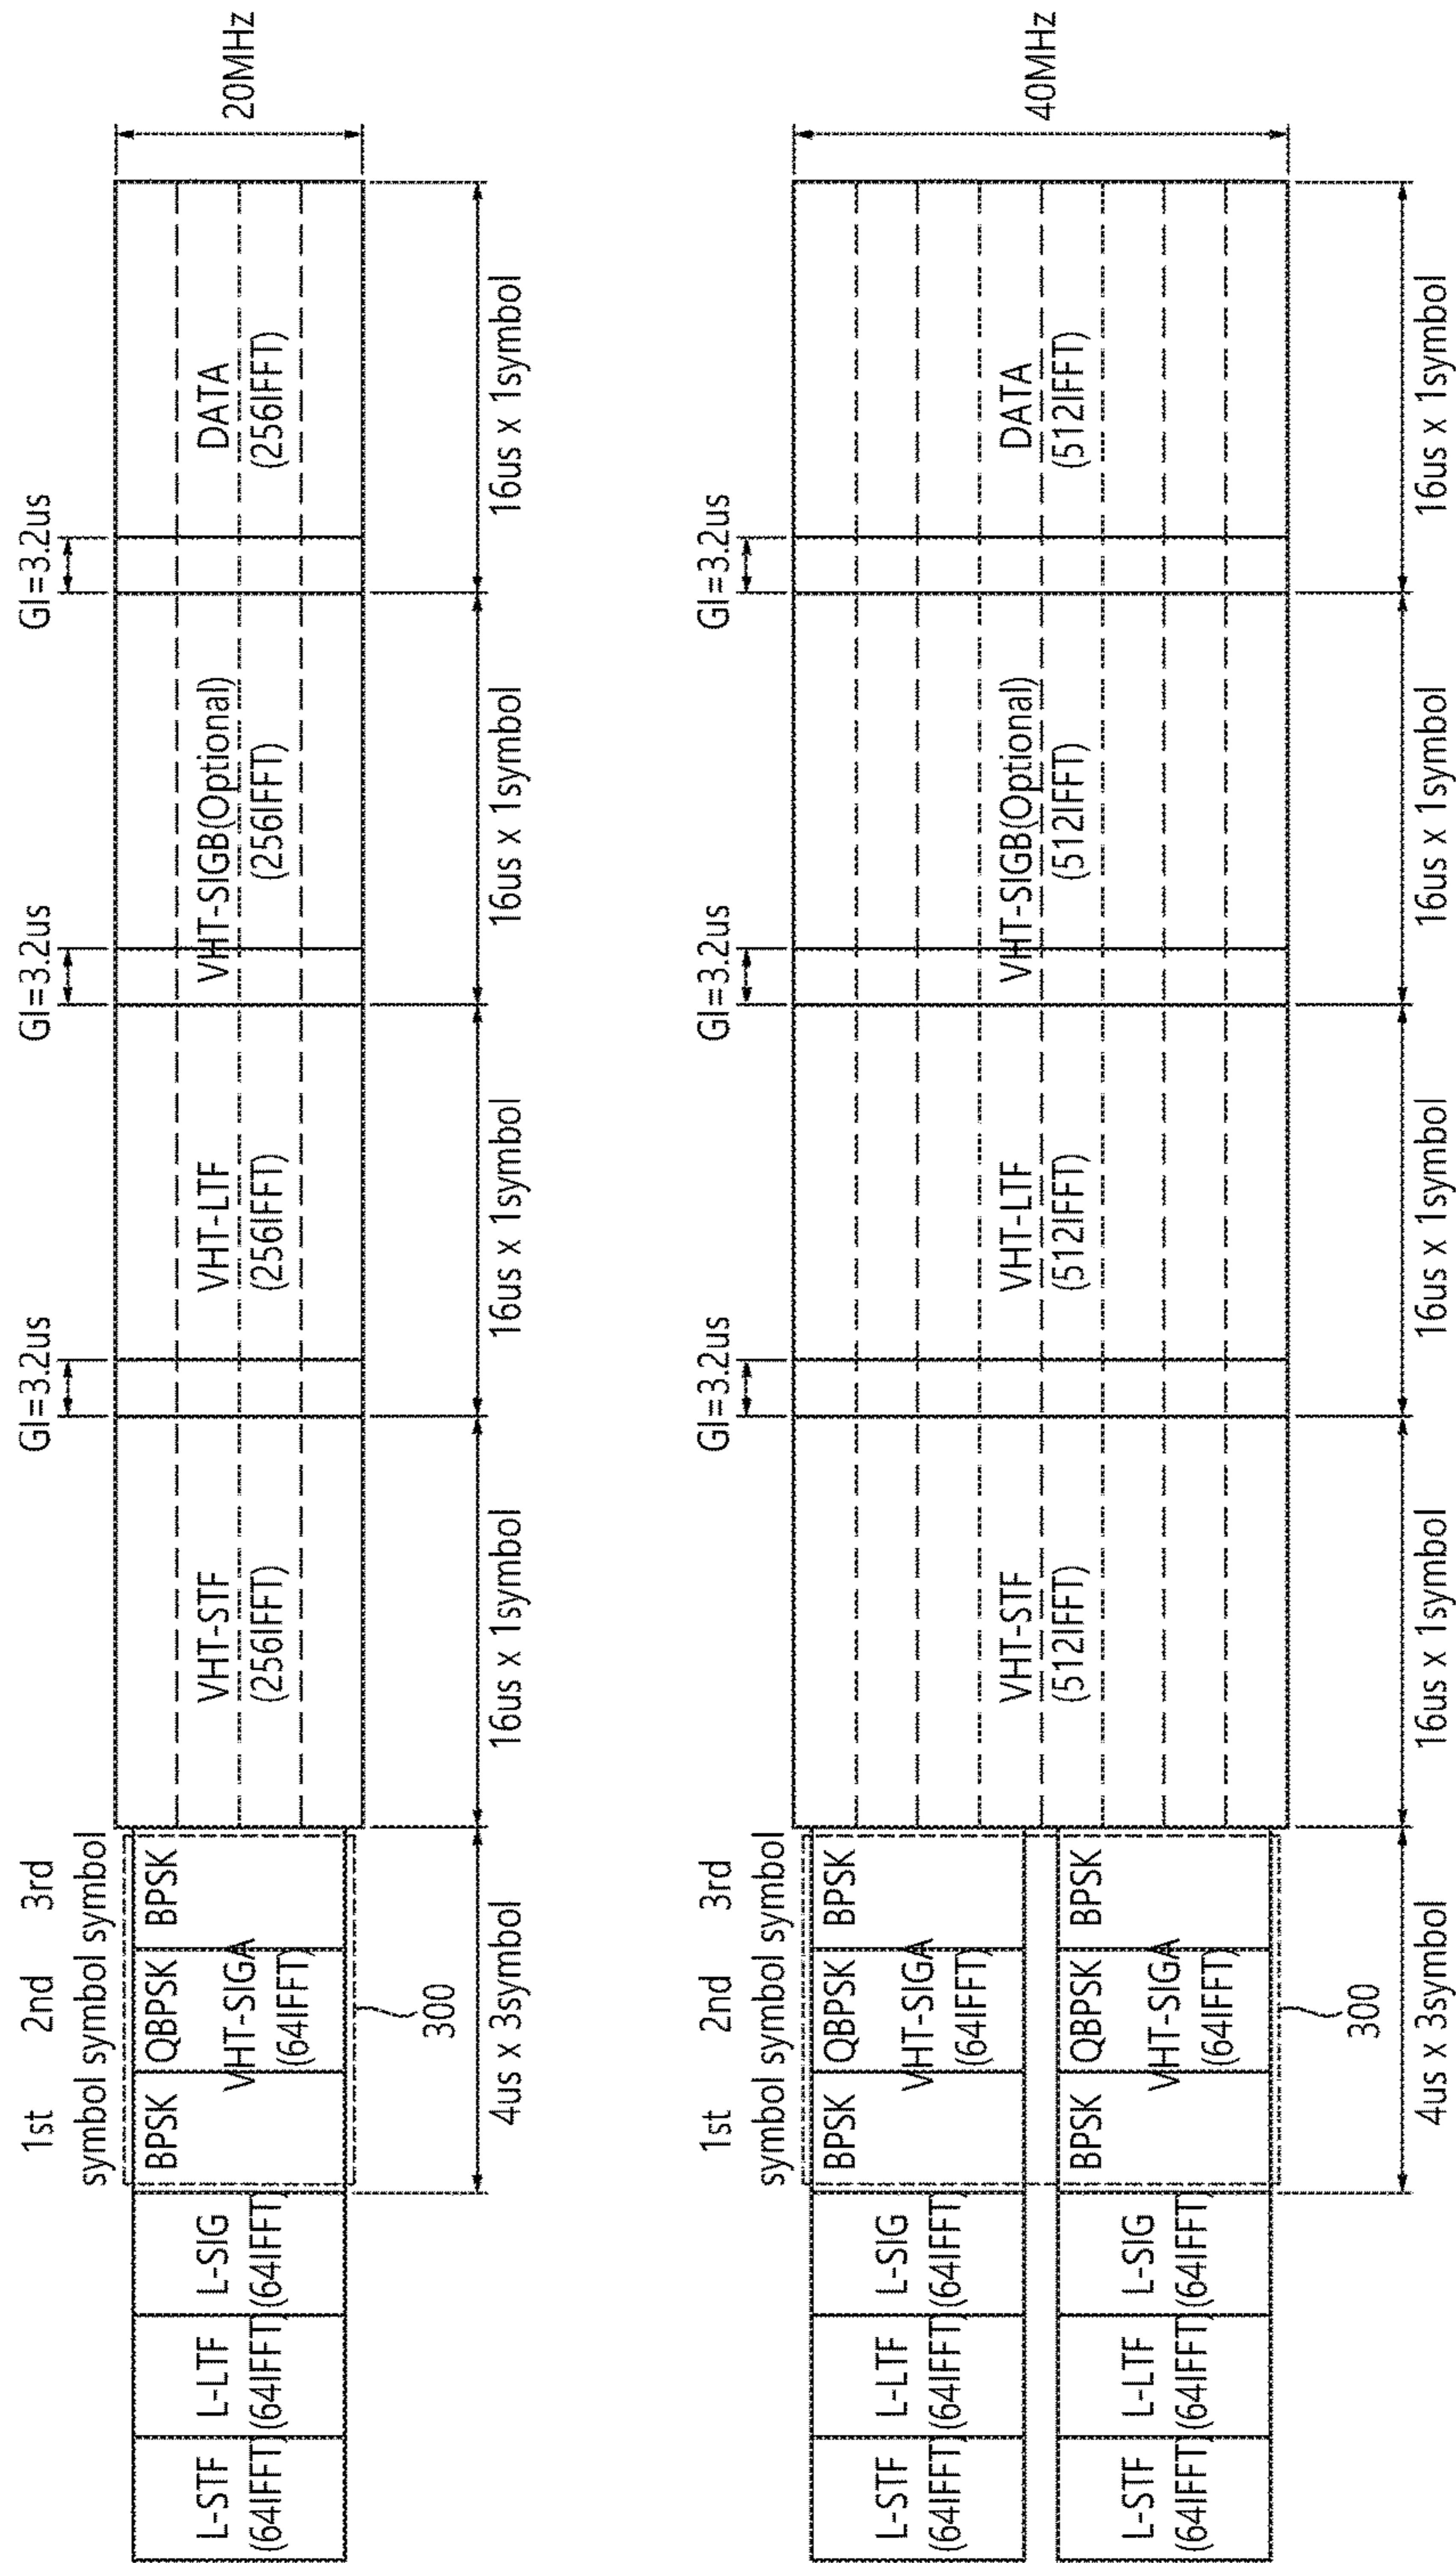 1st
symbol
2nd
symbol
3rd
symbol
GI=3.2us
GI=3.2us
GI=3.2us
L-STF
(64IFFT)
L-LTF
(64IFFT)
L-SIG
(64IFFT)
BPSK
QBPSK
BPSK
VHT-SIGA
(64IFFT)
VHT-STF
(256IFFT)
VHT-LTF
(256IFFT)
VHT-SIGB(Optional)
(256IFFT)
DATA
(256IFFT)
20MHz
300
4us x 3symbol
16us x 1symbol
16us x 1symbol
16us x 1symbol
16us x 1symbol
1st
symbol
2nd
symbol
3rd
symbol
GI=3.2us
GI=3.2us
GI=3.2us
L-STF
(64IFFT)
L-LTF
(64IFFT)
L-SIG
(64IFFT)
BPSK
QBPSK
BPSK
VHT-SIGA
(64IFFT)
VHT-STF
(512IFFT)
VHT-LTF
(512IFFT)
VHT-SIGB(Optional)
(512IFFT)
DATA
(512IFFT)
40MHz
L-STF
(64IFFT)
L-LTF
(64IFFT)
L-SIG
(64IFFT)
BPSK
QBPSK
BPSK
VHT-SIGA
(64IFFT)
300
4us x 3symbol
16us x 1symbol
16us x 1symbol
16us x 1symbol
16us x 1symbol